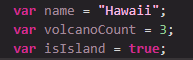 var name = "Hawaii";
var volcanoCount = 3;
var isIsland = true;